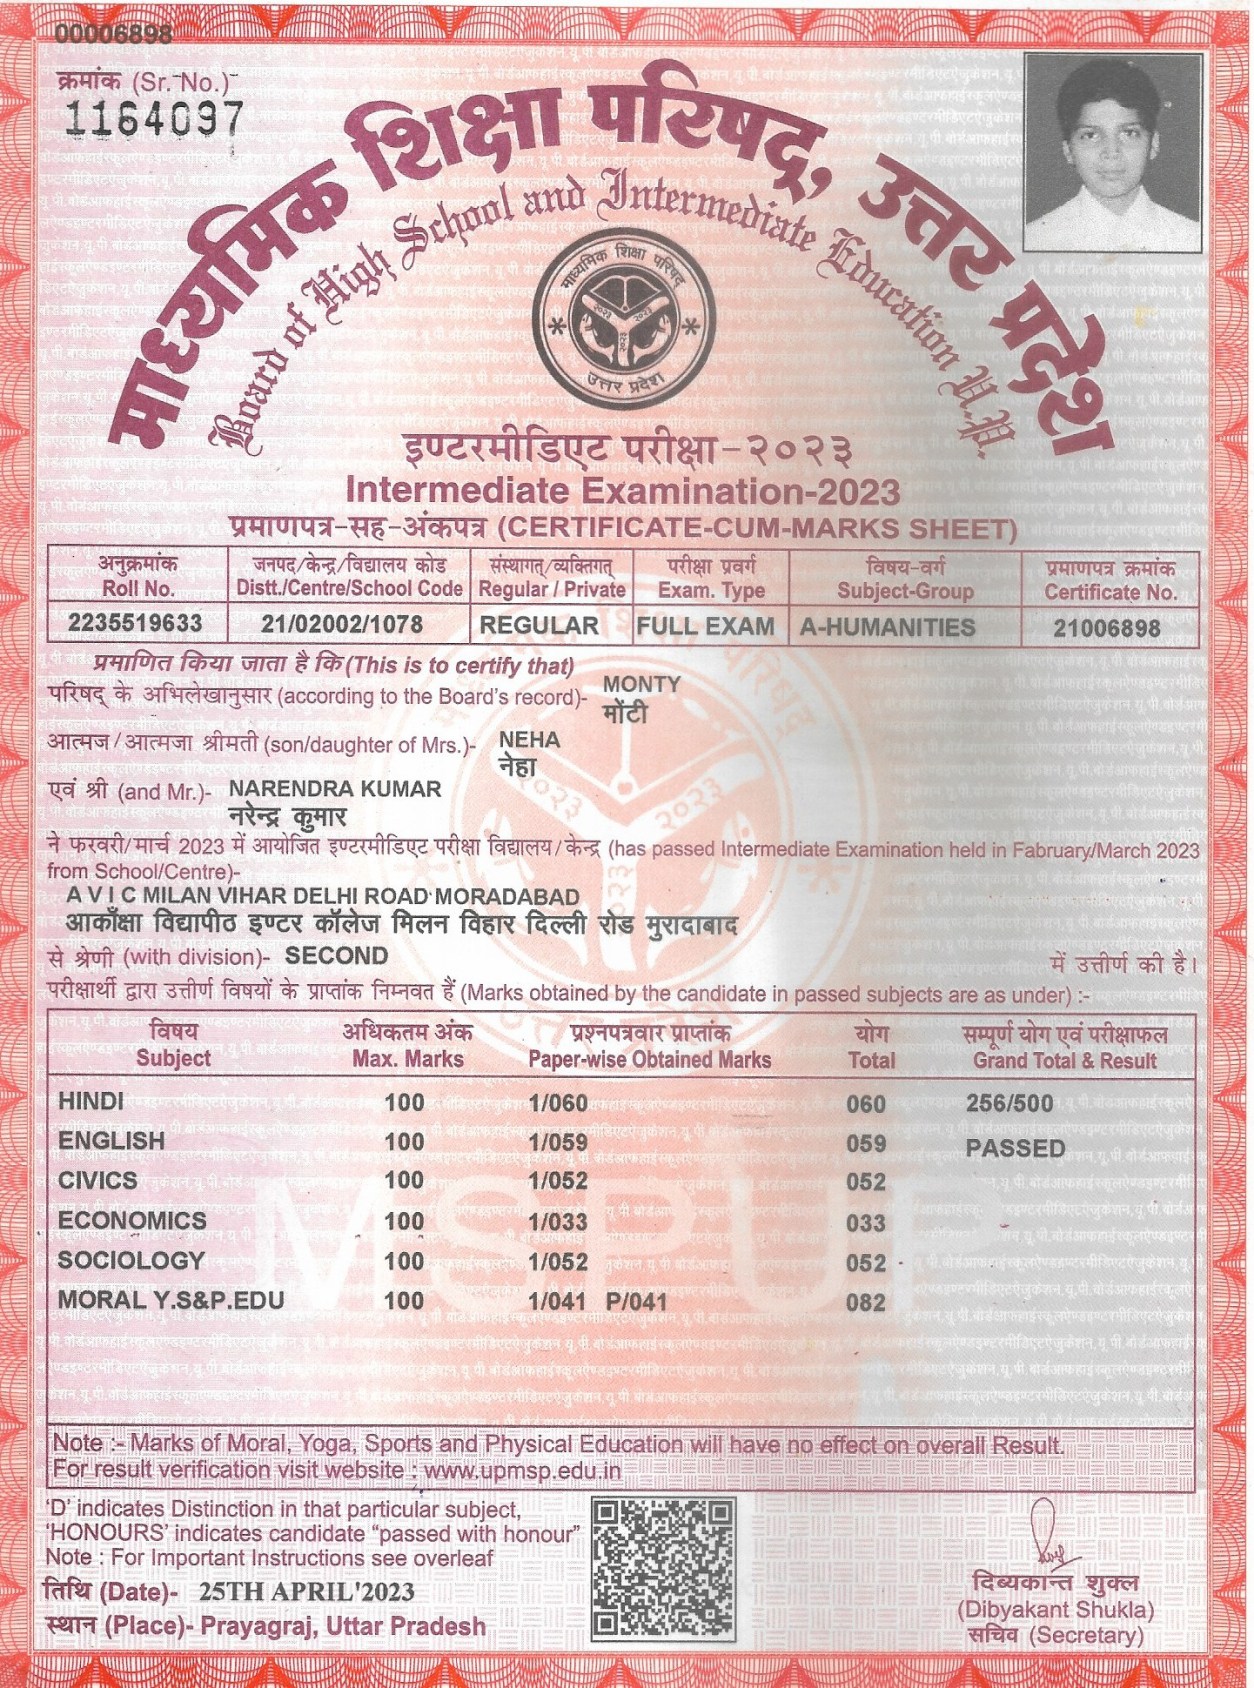 00006898
क्रमांक (Sr. No.)
1164097
माध्यमिक शिक्षा परिषद्, उत्तर प्रदेश
Board of High School and Intermediate Education U.P.
माध्यमिक शिक्षा परिषद्
२०२३ २०२३
२०२३
उत्तर प्रदेश
इण्टरमीडिएट परीक्षा-२०२३
Intermediate Examination-2023
प्रमाणपत्र-सह-अंकपत्र (CERTIFICATE-CUM-MARKS SHEET)
अनुक्रमांक जनपद/केन्द्र/विद्यालय कोड संस्थागत्/व्यक्तिगत् परीक्षा प्रवर्ग विषय-वर्ग प्रमाणपत्र क्रमांक
Roll No. Distt./Centre/School Code Regular / Private Exam. Type Subject-Group Certificate No.
2235519633 21/02002/1078 REGULAR FULL EXAM A-HUMANITIES 21006898
प्रमाणित किया जाता है कि (This is to certify that)
परिषद् के अभिलेखानुसार (according to the Board's record)- MONTY
मोंटी
आत्मज/आत्मजा श्रीमती (son/daughter of Mrs.)- NEHA
नेहा
एवं श्री (and Mr.)- NARENDRA KUMAR
नरेन्द्र कुमार
ने फरवरी/मार्च 2023 में आयोजित इण्टरमीडिएट परीक्षा विद्यालय/केन्द्र (has passed Intermediate Examination held in Fabruary/March 2023
from School/Centre)-
A V I C MILAN VIHAR DELHI ROAD MORADABAD
आकाँक्षा विद्यापीठ इण्टर कॉलेज मिलन विहार दिल्ली रोड मुरादाबाद
से श्रेणी (with division)- SECOND में उत्तीर्ण की है।
परीक्षार्थी द्वारा उत्तीर्ण विषयों के प्राप्तांक निम्नवत हैं (Marks obtained by the candidate in passed subjects are as under) :-
विषय अधिकतम अंक प्रश्नपत्रवार प्राप्तांक योग सम्पूर्ण योग एवं परीक्षाफल
Subject Max. Marks Paper-wise Obtained Marks Total Grand Total & Result
HINDI 100 1/060 060 256/500
ENGLISH 100 1/059 059 PASSED
CIVICS 100 1/052 052
ECONOMICS 100 1/033 033
SOCIOLOGY 100 1/052 052
MORAL Y.S&P.EDU 100 1/041 P/041 082
Note :- Marks of Moral, Yoga, Sports and Physical Education will have no effect on overall Result.
For result verification visit website : www.upmsp.edu.in
'D' indicates Distinction in that particular subject,
'HONOURS' indicates candidate "passed with honour"
Note : For Important Instructions see overleaf
तिथि (Date)- 25TH APRIL'2023
स्थान (Place)- Prayagraj, Uttar Pradesh
दिब्यकान्त शुक्ल
(Dibyakant Shukla)
सचिव (Secretary)